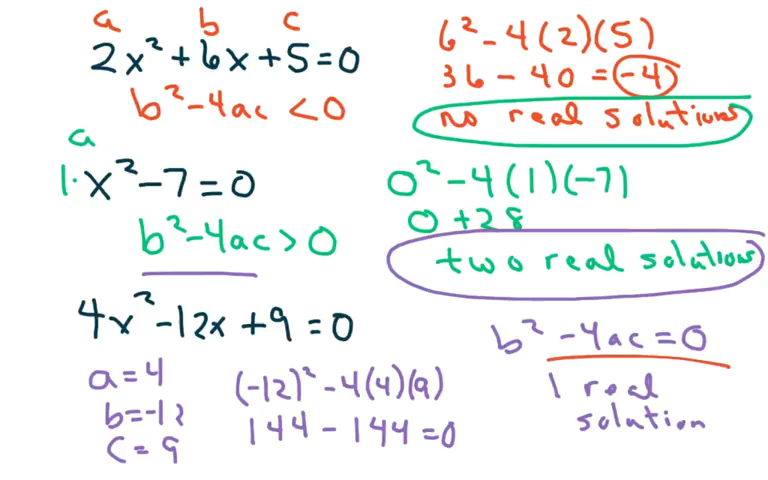 a b c
2x² + 6x + 5 = 0
b² - 4ac < 0
6² - 4(2)(5)
36 - 40 = -4
no real solutions
a
1·x² - 7 = 0
b² - 4ac > 0
0² - 4(1)(-7)
0 + 28
two real solutions
4x² - 12x + 9 = 0
a = 4
b = -12
c = 9
(-12)² - 4(4)(9)
144 - 144 = 0
b² - 4ac = 0
1 real
solution